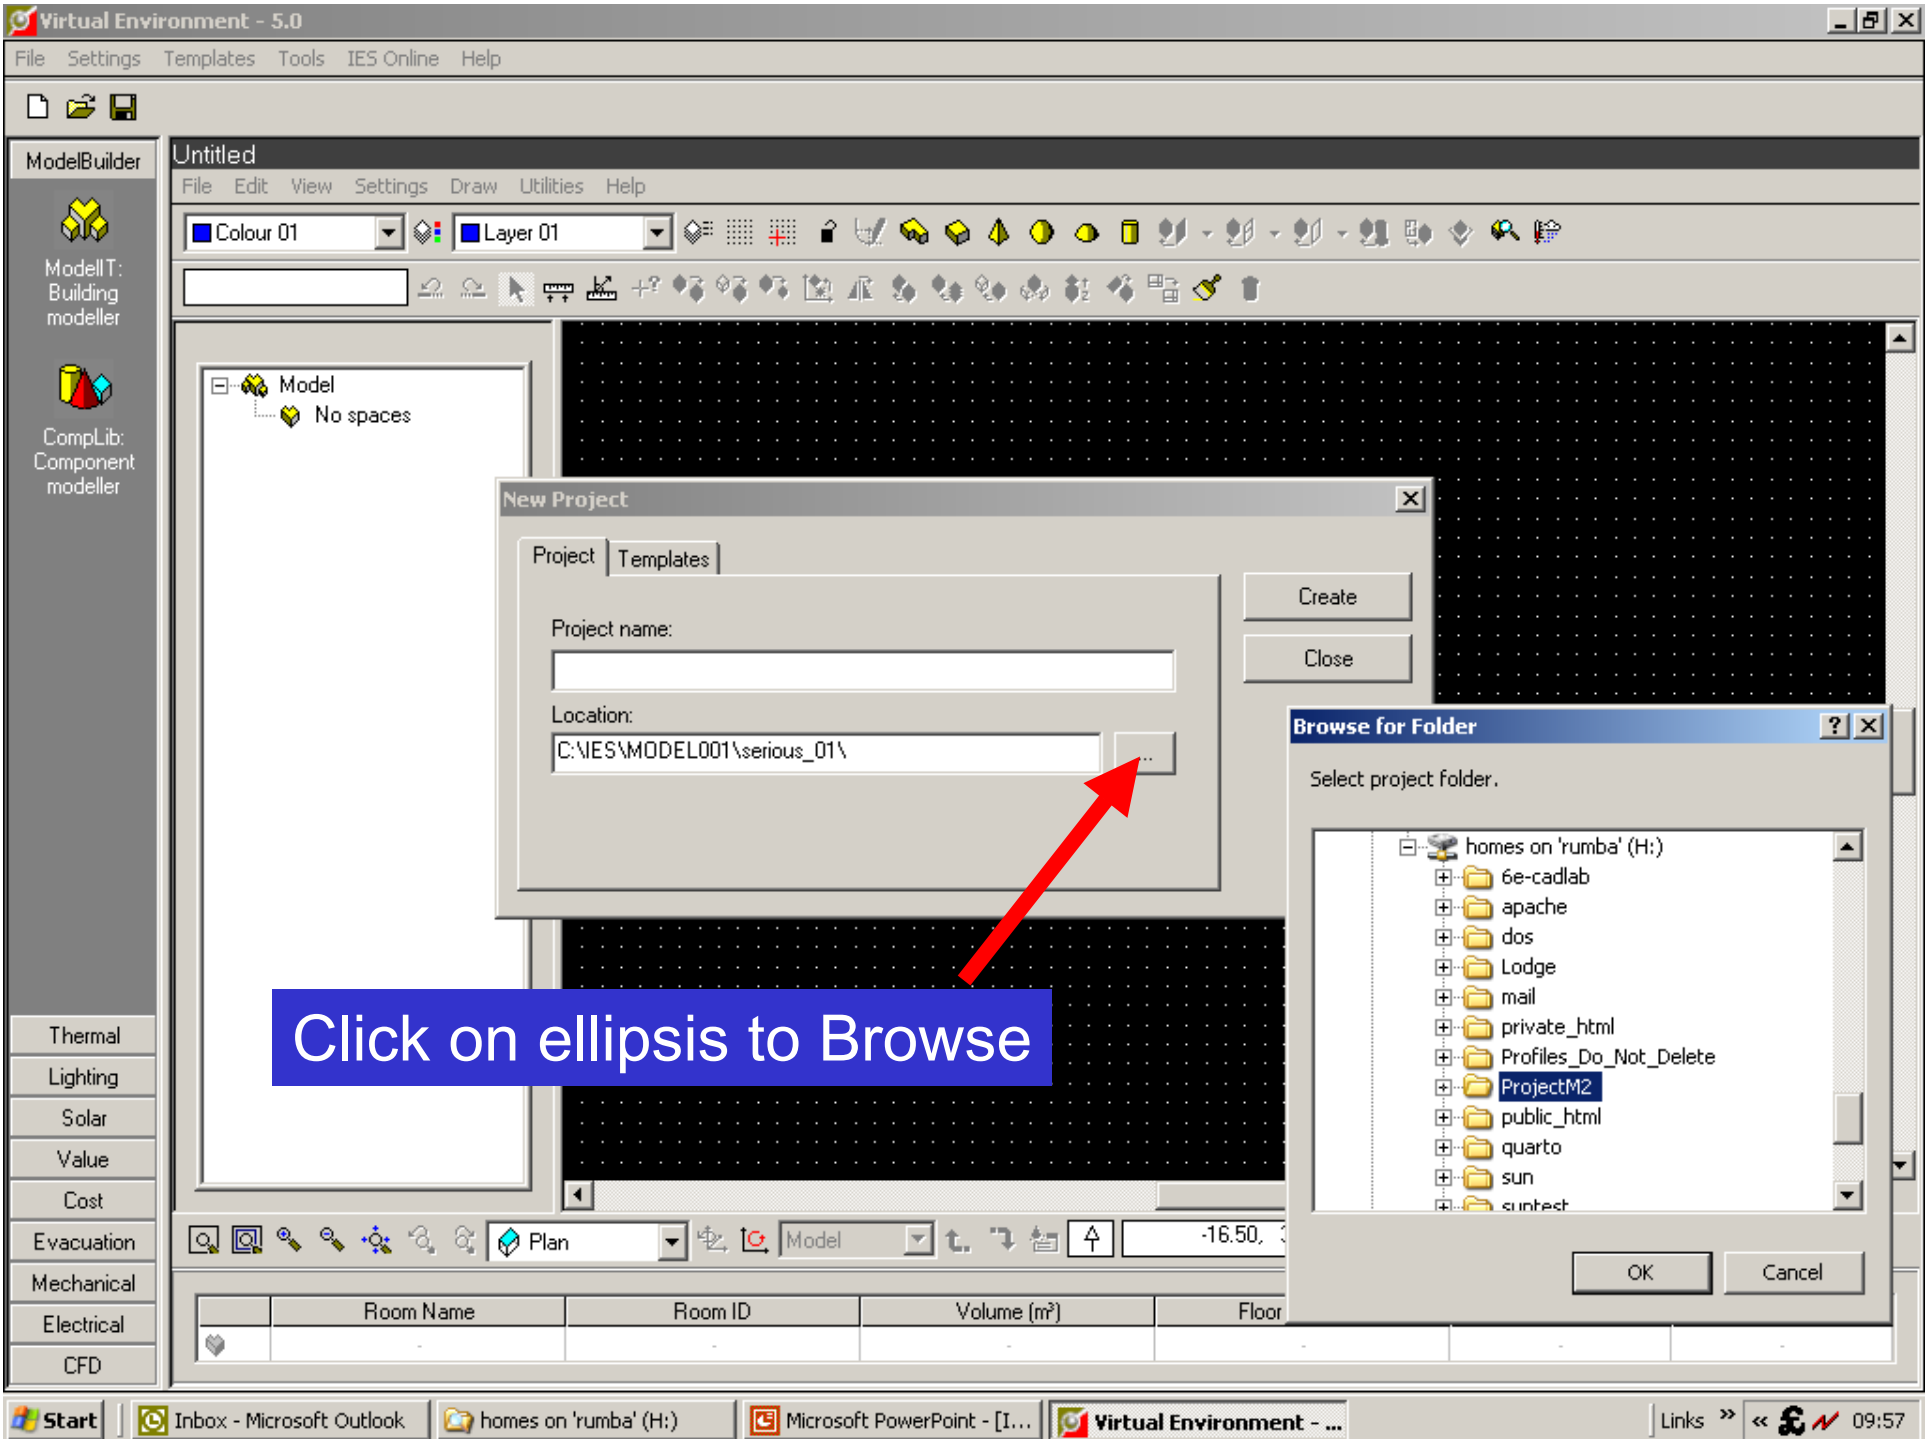 Virtual Environment - 5.0
File Settings Templates Tools IES Online Help
ModelBuilder
ModelIT:
Building
modeller
CompLib:
Component
modeller
Thermal
Lighting
Solar
Value
Cost
Evacuation
Mechanical
Electrical
CFD
Untitled
File Edit View Settings Draw Utilities Help
Colour 01
Layer 01
Model
No spaces
New Project
Project Templates
Project name:
Location:
C:\IES\MODEL001\serious_01\
...
Create
Close
Click on ellipsis to Browse
Browse for Folder
Select project folder.
homes on 'rumba' (H:)
6e-cadlab
apache
dos
Lodge
mail
private_html
Profiles_Do_Not_Delete
ProjectM2
public_html
quarto
sun
suntest
OK Cancel
Plan
Model
-16.50,
Room Name Room ID Volume (m³) Floor
- - - - - -
Start
Inbox - Microsoft Outlook
homes on 'rumba' (H:)
Microsoft PowerPoint - [I...
Virtual Environment - ...
Links » « 09:57